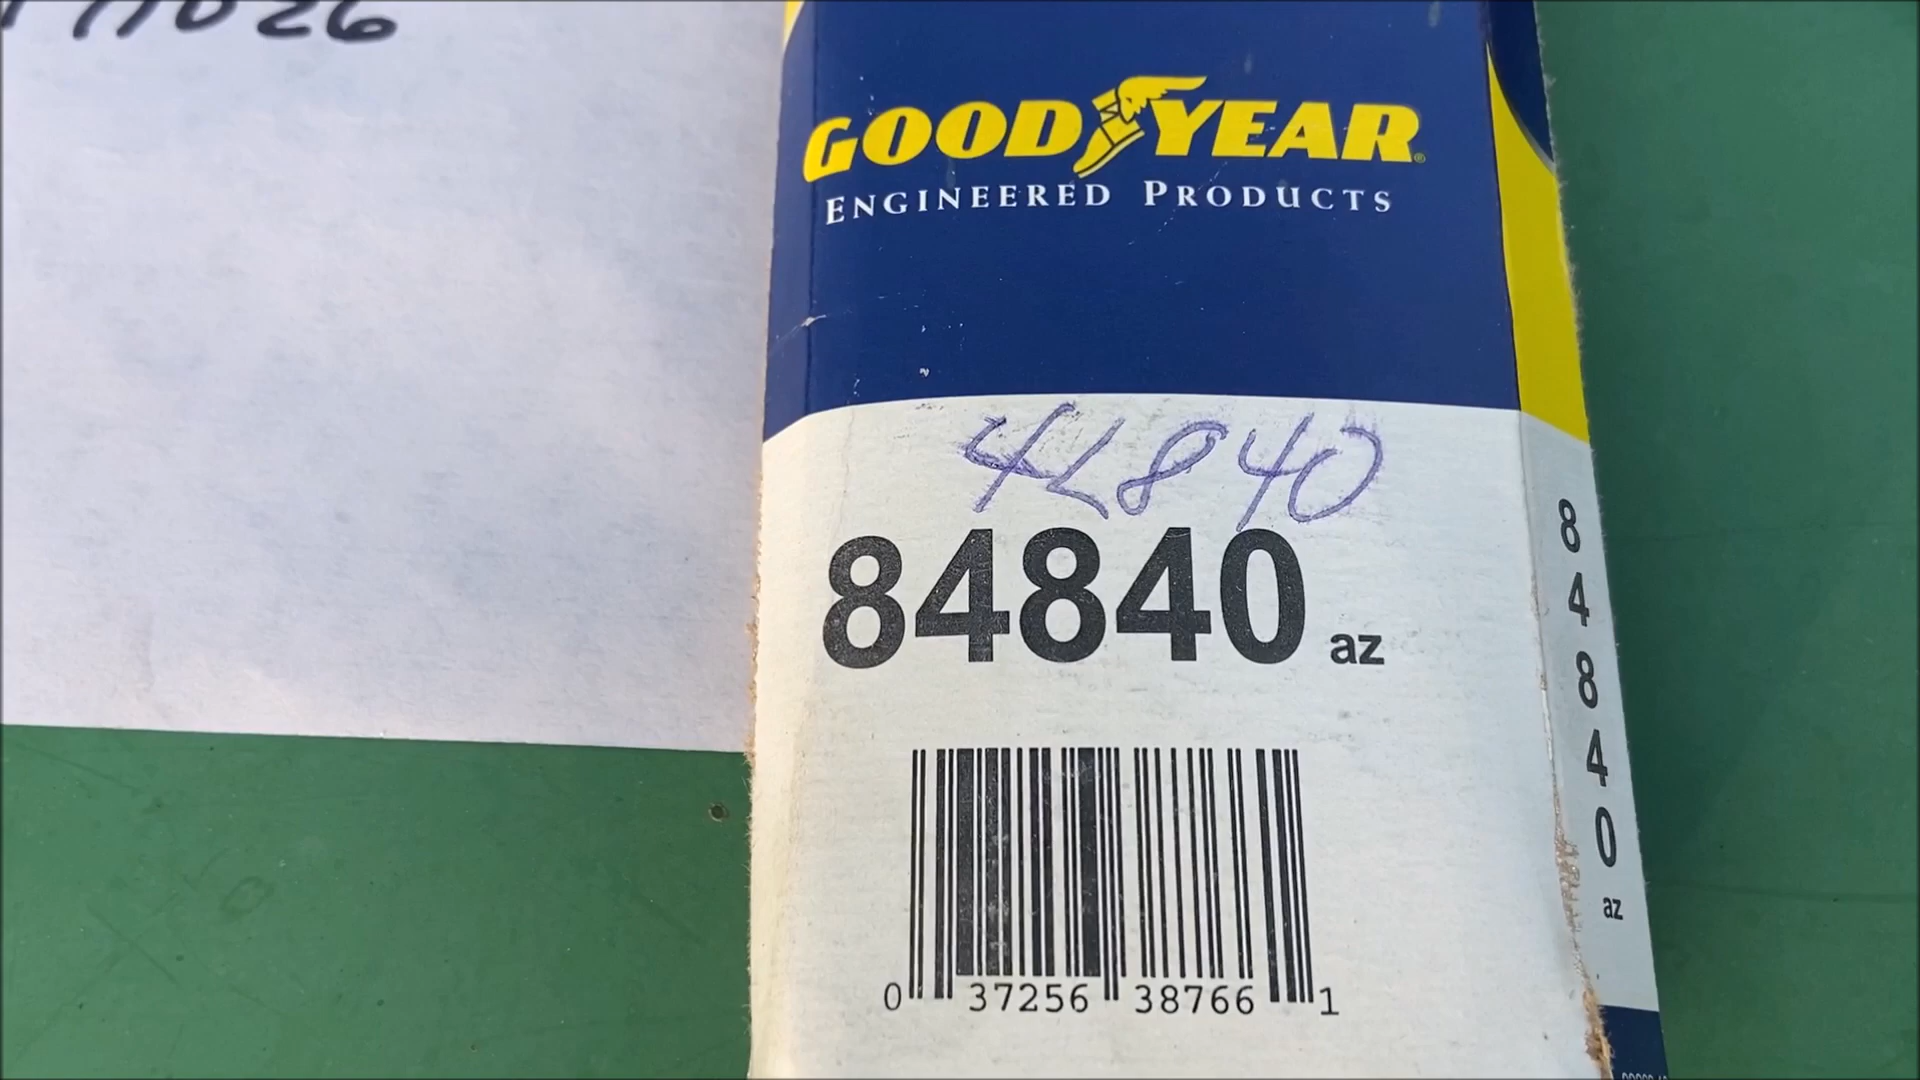 GOODYEAR
ENGINEERED PRODUCTS
4L840
84840 az
0 37256 38766 1
84840 az